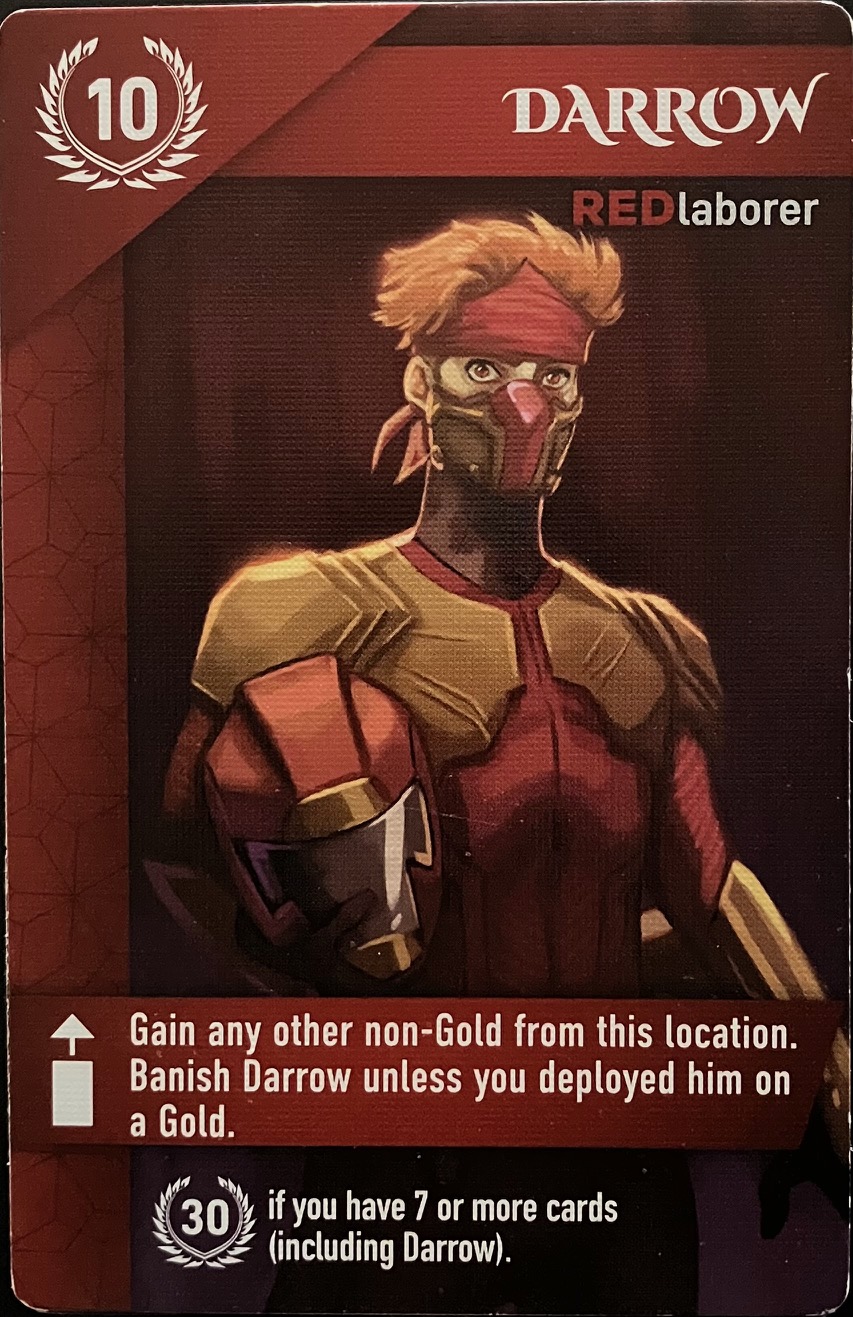 10
DARROW
REDlaborer
Gain any other non-Gold from this location.
Banish Darrow unless you deployed him on
a Gold.
30 if you have 7 or more cards
(including Darrow).